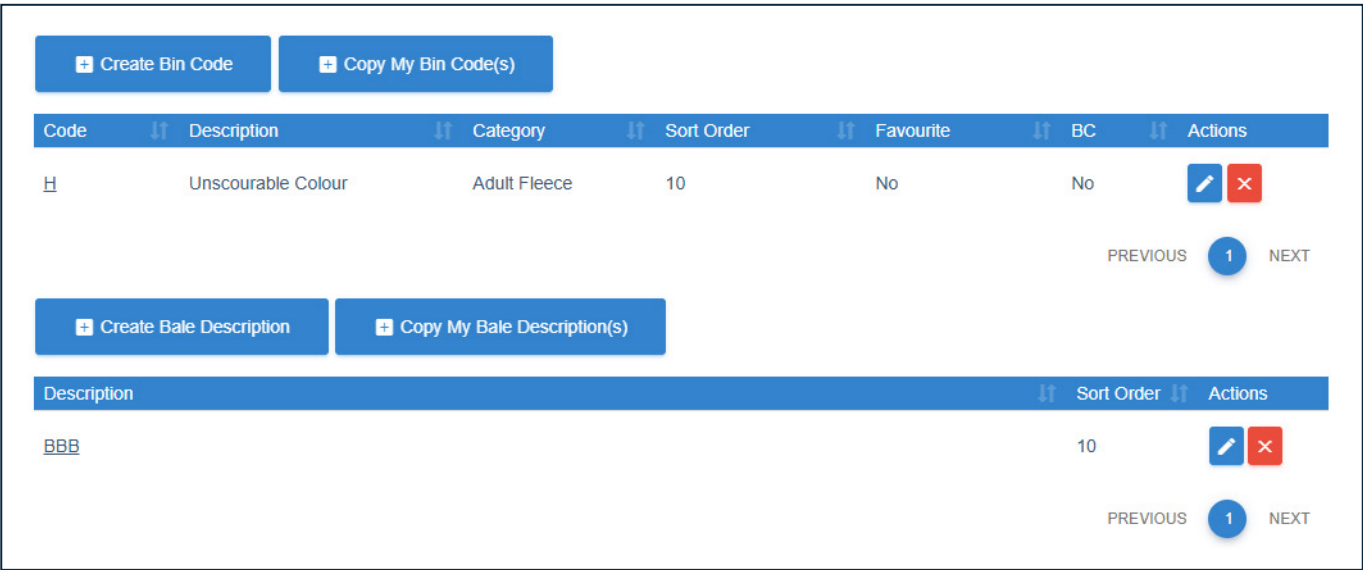 Create Bin Code Copy My Bin Code(s)
Code Description Category Sort Order Favourite BC Actions
H Unscourable Colour Adult Fleece 10 No No
PREVIOUS 1 NEXT
Create Bale Description Copy My Bale Description(s)
Description Sort Order Actions
BBB 10
PREVIOUS 1 NEXT